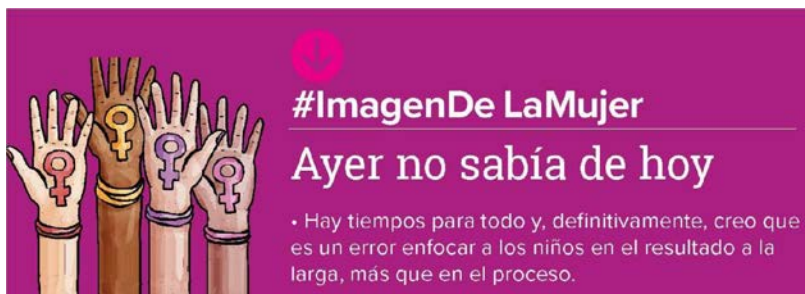 #ImagenDe LaMujer
Ayer no sabía de hoy
• Hay tiempos para todo y, definitivamente, creo que
es un error enfocar a los niños en el resultado a la
larga, más que en el proceso.